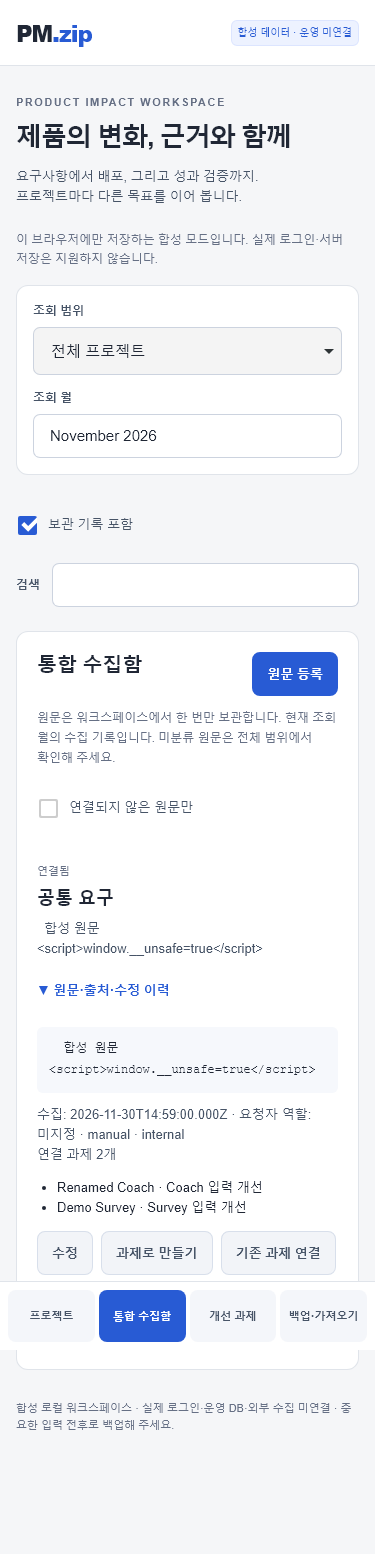 PM.zip
합성 데이터 · 운영 미연결
PRODUCT IMPACT WORKSPACE
제품의 변화, 근거와 함께
요구사항에서 배포, 그리고 성과 검증까지.
프로젝트마다 다른 목표를 이어 봅니다.
이 브라우저에만 저장하는 합성 모드입니다. 실제 로그인·서버
저장은 지원하지 않습니다.
조회 범위
전체 프로젝트
조회 월
November 2026
보관 기록 포함
검색
통합 수집함
원문 등록
원문은 워크스페이스에서 한 번만 보관합니다. 현재 조회
월의 수집 기록입니다. 미분류 원문은 전체 범위에서
확인해 주세요.
연결되지 않은 원문만
연결됨
공통 요구
합성 원문
<script>window.__unsafe=true</script>
▼ 원문·출처·수정 이력
합성 원문
<script>window.__unsafe=true</script>
수집: 2026-11-30T14:59:00.000Z · 요청자 역할:
미지정 · manual · internal
연결 과제 2개
• Renamed Coach · Coach 입력 개선
• Demo Survey · Survey 입력 개선
수정
과제로 만들기
기존 과제 연결
프로젝트
통합 수집함
개선 과제
백업·가져오기
합성 로컬 워크스페이스 · 실제 로그인·운영 DB·외부 수집 미연결 · 중
요한 입력 전후로 백업해 주세요.